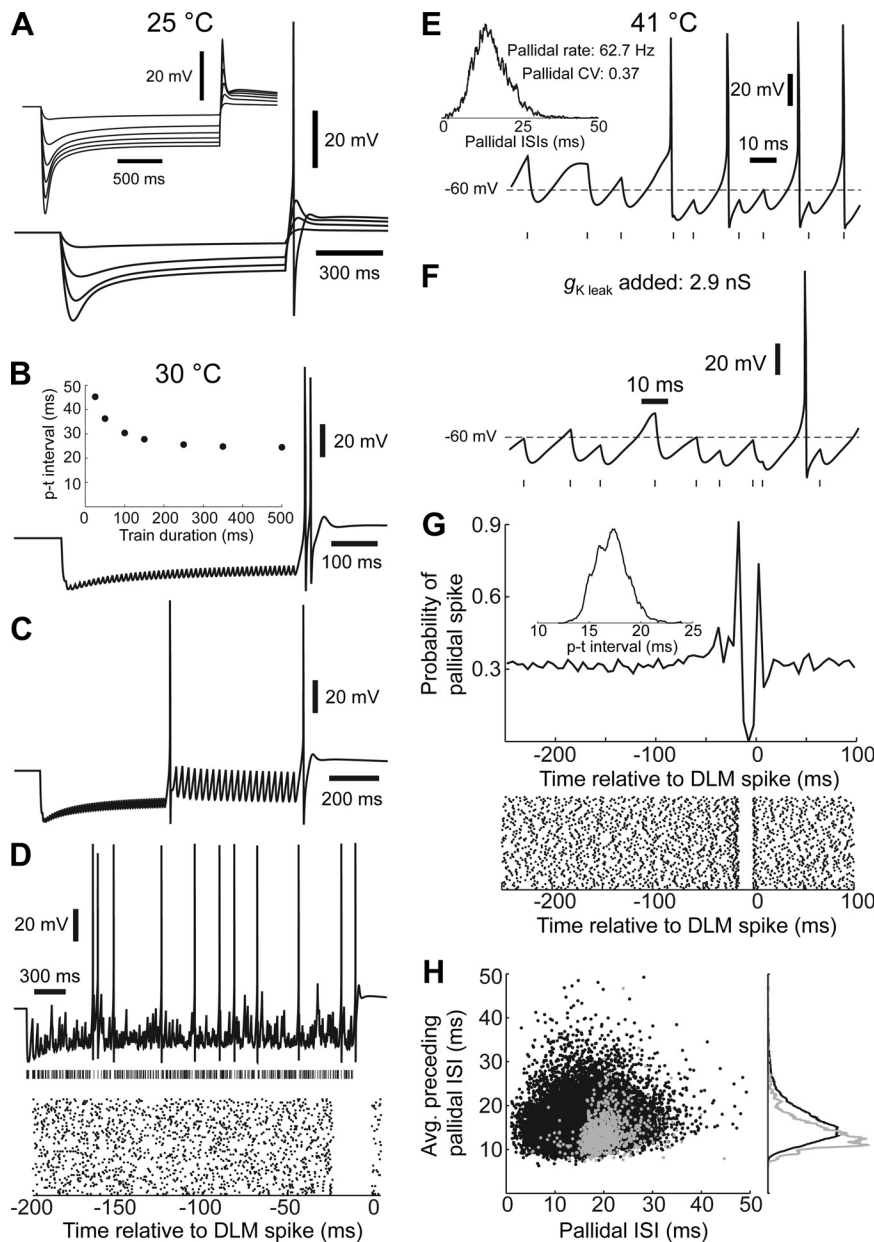 A
25 °C
20 mV
500 ms
20 mV
300 ms
B
30 °C
50
40
30
20
10
p-t interval (ms)
0
100
200
300
400
500
Train duration (ms)
20 mV
100 ms
C
20 mV
200 ms
D
20 mV
300 ms
-200
-150
-100
-50
0
Time relative to DLM spike (ms)
E
41 °C
Pallidal rate: 62.7 Hz
Pallidal CV: 0.37
0
25
50
Pallidal ISIs (ms)
20 mV
10 ms
-60 mV
F
gK leak added: 2.9 nS
20 mV
10 ms
-60 mV
G
0.9
0.6
0.3
Probability of
pallidal spike
10
15
20
25
p-t interval (ms)
-200
-100
0
100
Time relative to DLM spike (ms)
-200
-100
0
100
Time relative to DLM spike (ms)
H
50
40
30
20
10
Avg. preceding
pallidal ISI (ms)
0
10
20
30
40
50
Pallidal ISI (ms)